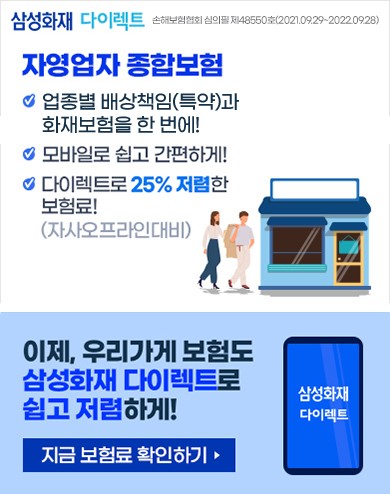 삼성화재 다이렉트 손해보험협회 심의필 제48550호(2021.09.29~2022.09.28)
자영업자 종합보험
업종별 배상책임(특약)과
화재보험을 한 번에!
모바일로 쉽고 간편하게!
다이렉트로 25% 저렴한
보험료!
(자사오프라인대비)
이제, 우리가게 보험도
삼성화재 다이렉트로
쉽고 저렴하게!
지금 보험료 확인하기
삼성화재
다이렉트